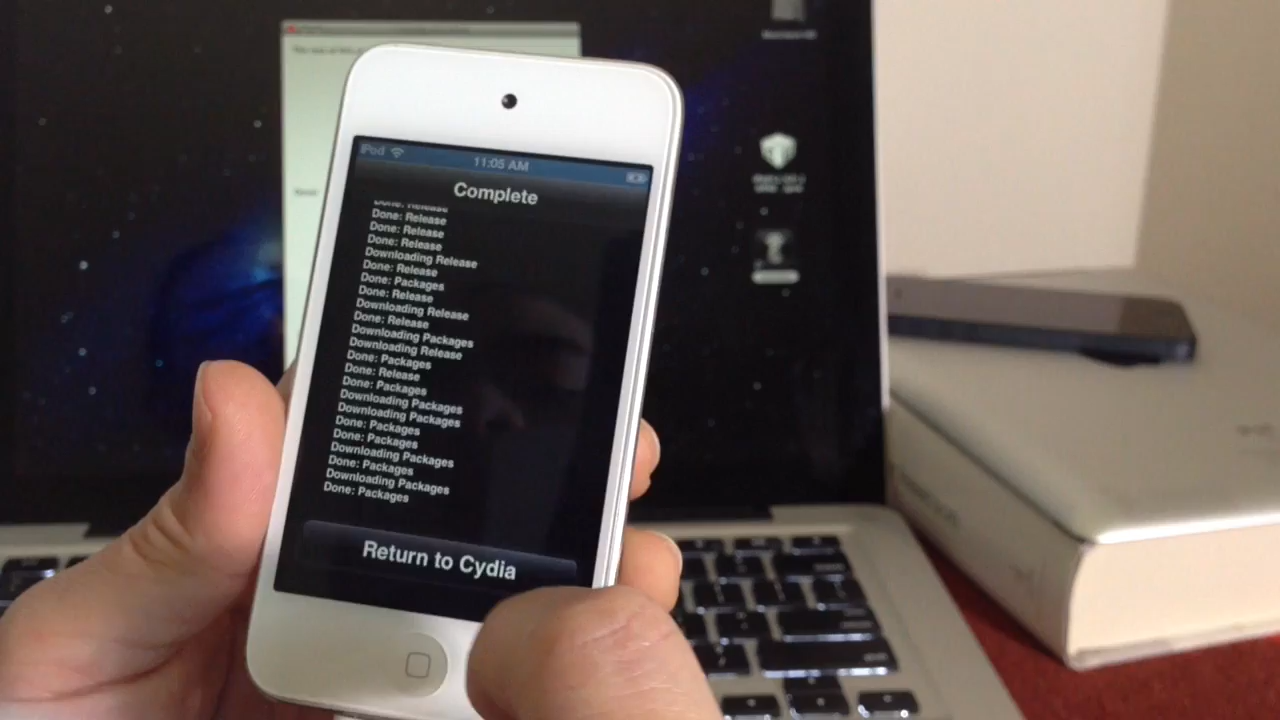 iPod
11:05 AM
Complete
Done: Release
Done: Release
Done: Release
Done: Release
Downloading Release
Done: Release
Done: Packages
Done: Release
Downloading Release
Done: Release
Downloading Packages
Downloading Release
Done: Packages
Done: Release
Done: Packages
Downloading Packages
Downloading Packages
Done: Packages
Done: Packages
Downloading Packages
Done: Packages
Downloading Packages
Done: Packages
Return to Cydia